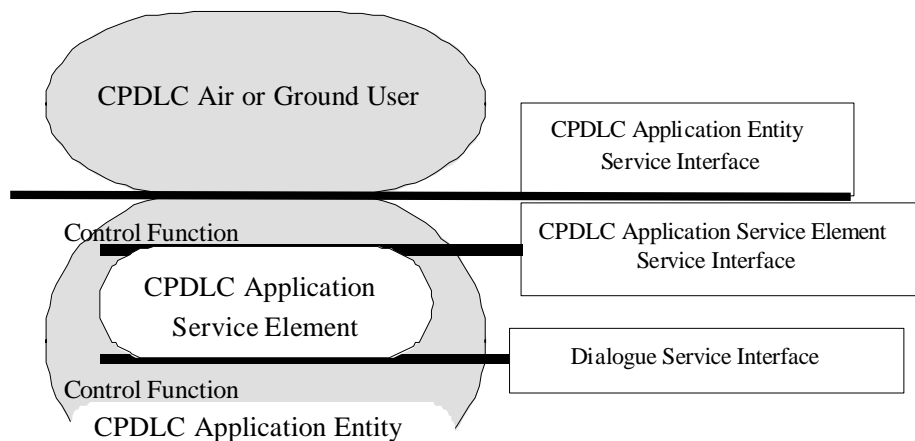 CPDLC Air or Ground User
CPDLC Application Entity
Service Interface
Control Function
CPDLC Application Service Element
Service Interface
CPDLC Application
Service Element
Dialogue Service Interface
Control Function
CPDLC Application Entity